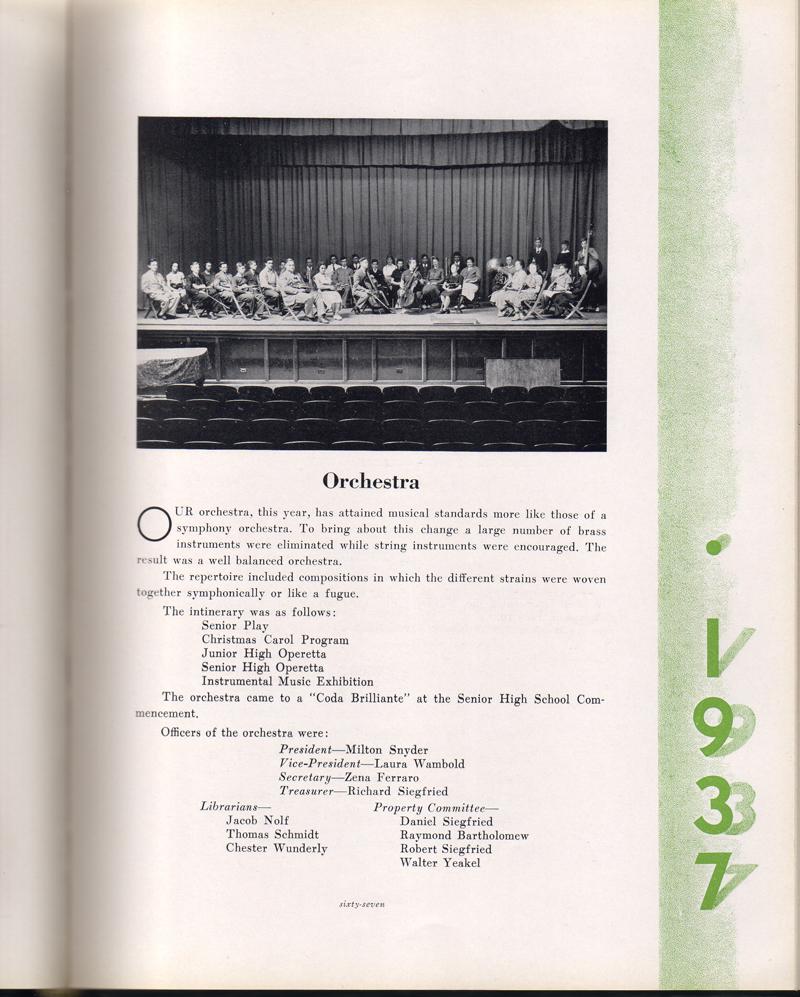 Orchestra
OUR orchestra, this year, has attained musical standards more like those of a
symphony orchestra. To bring about this change a large number of brass
instruments were eliminated while string instruments were encouraged. The
result was a well balanced orchestra.
The repertoire included compositions in which the different strains were woven
together symphonically or like a fugue.
The intinerary was as follows:
Senior Play
Christmas Carol Program
Junior High Operetta
Senior High Operetta
Instrumental Music Exhibition
The orchestra came to a "Coda Brilliante" at the Senior High School Com-
mencement.
Officers of the orchestra were:
President—Milton Snyder
Vice-President—Laura Wambold
Secretary—Zena Ferraro
Treasurer—Richard Siegfried
Librarians—
Jacob Nolf
Thomas Schmidt
Chester Wunderly
Property Committee—
Daniel Siegfried
Raymond Bartholomew
Robert Siegfried
Walter Yeakel
sixty-seven
1937